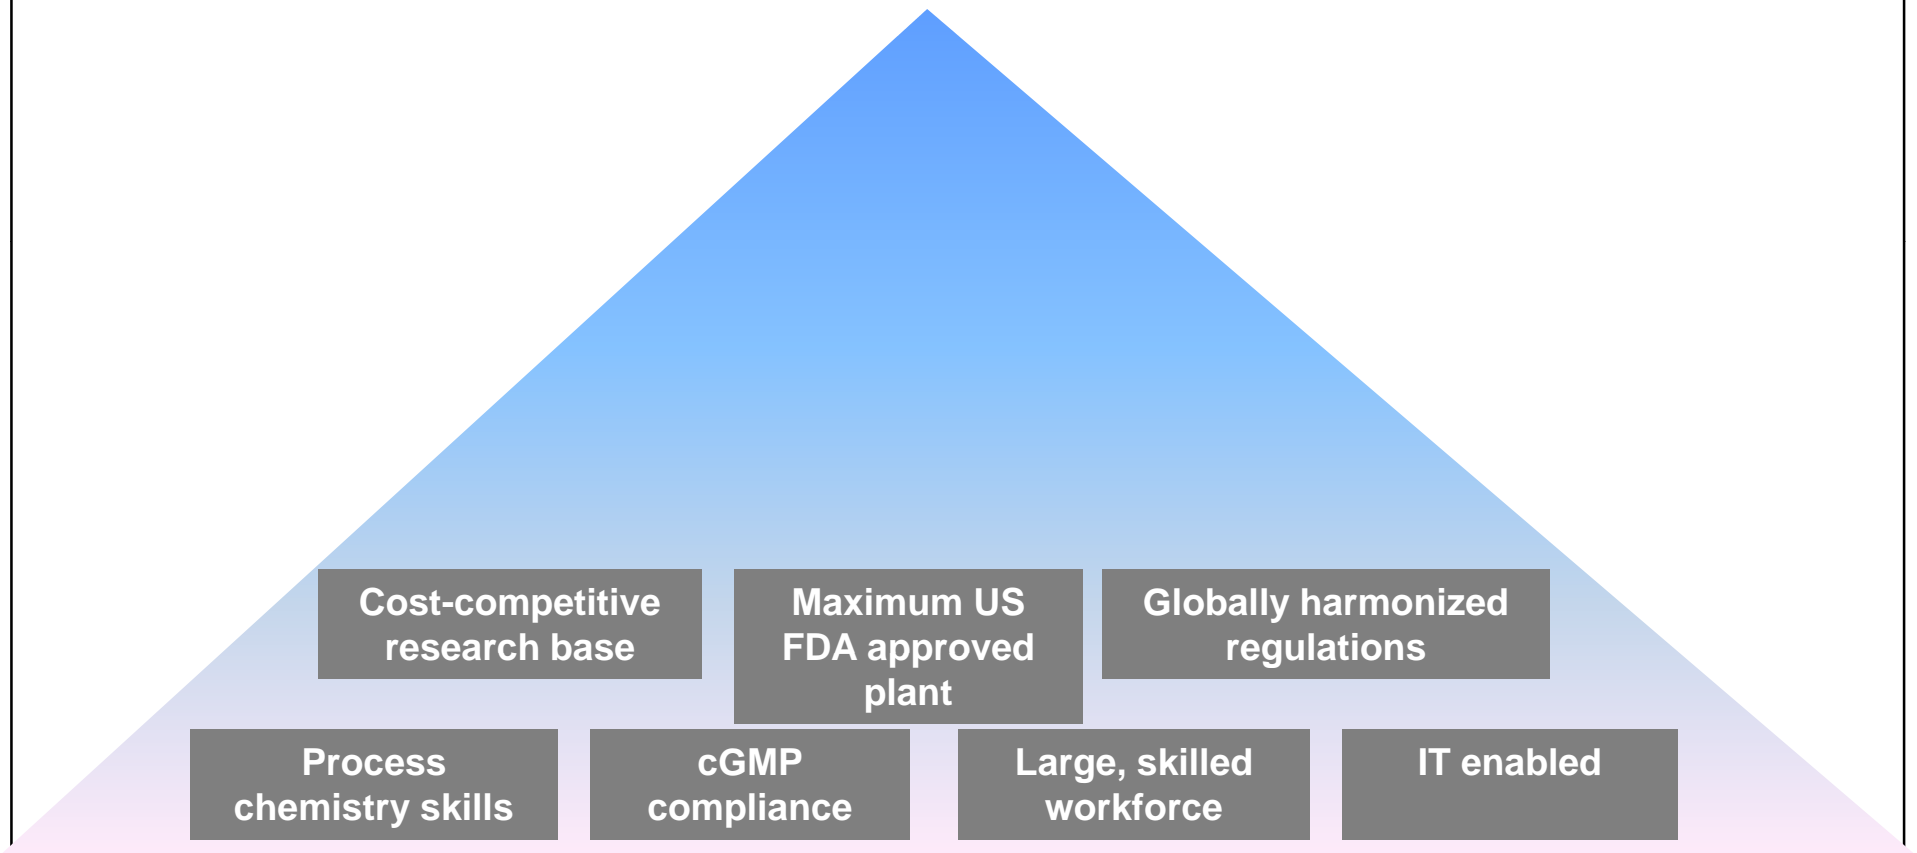 Cost-competitive
research base
Maximum US
FDA approved
plant
Globally harmonized
regulations
Process
chemistry skills
cGMP
compliance
Large, skilled
workforce
IT enabled